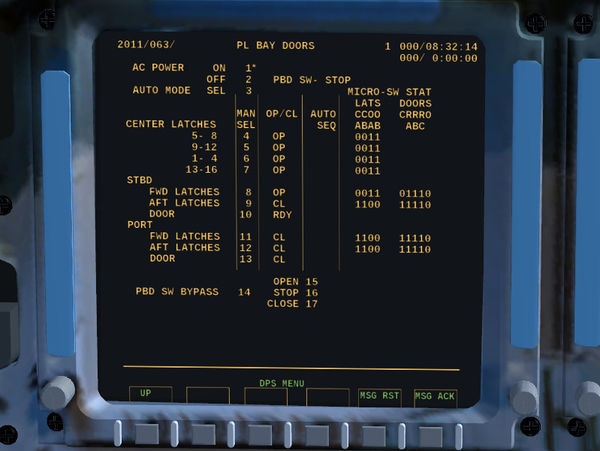 2011/063/ PL BAY DOORS 1 000/08:32:14
000/ 0:00:00
AC POWER ON 1*
OFF 2 PBD SW- STOP
AUTO MODE SEL 3 MICRO-SW STAT
LATS DOORS
MAN OP/CL AUTO CCOO CRRRO
CENTER LATCHES SEL SEQ ABAB ABC
5- 8 4 OP 0011
9-12 5 OP 0011
1- 4 6 OP 0011
13-16 7 OP 0011
STBD
FWD LATCHES 8 OP 0011 01110
AFT LATCHES 9 CL 1100 11110
DOOR 10 RDY
PORT
FWD LATCHES 11 CL 1100 11110
AFT LATCHES 12 CL 1100 11110
DOOR 13 CL
OPEN 15
PBD SW BYPASS 14 STOP 16
CLOSE 17
DPS MENU
UP MSG RST MSG ACK